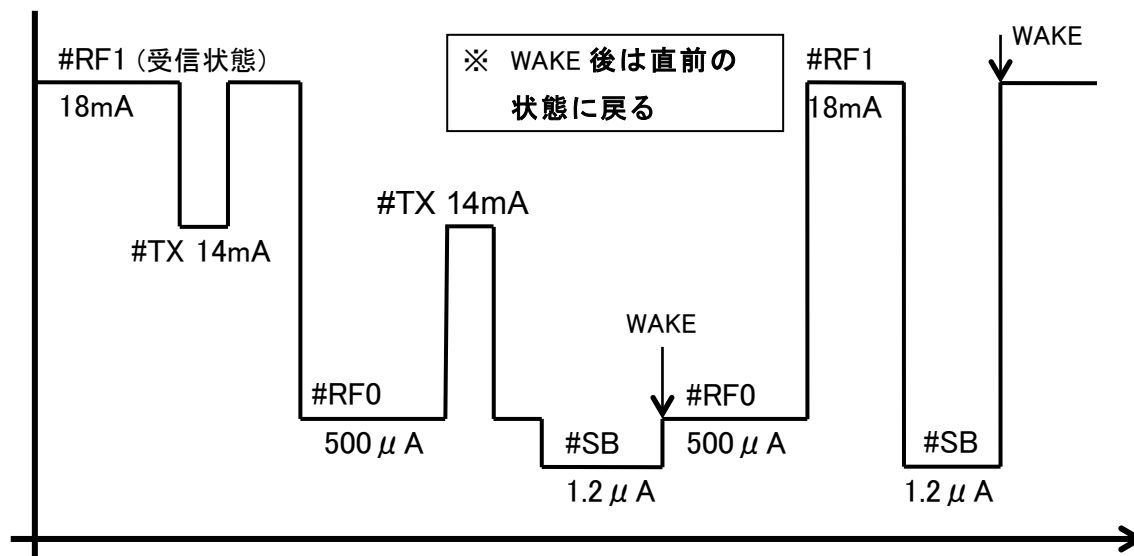 #RF1 (受信状態)
18mA
#TX 14mA
※ WAKE 後は直前の
状態に戻る
#RF1
18mA
WAKE
#TX 14mA
WAKE
#RF0
500μA
#SB
1.2μA
#RF0
500μA
#SB
1.2μA